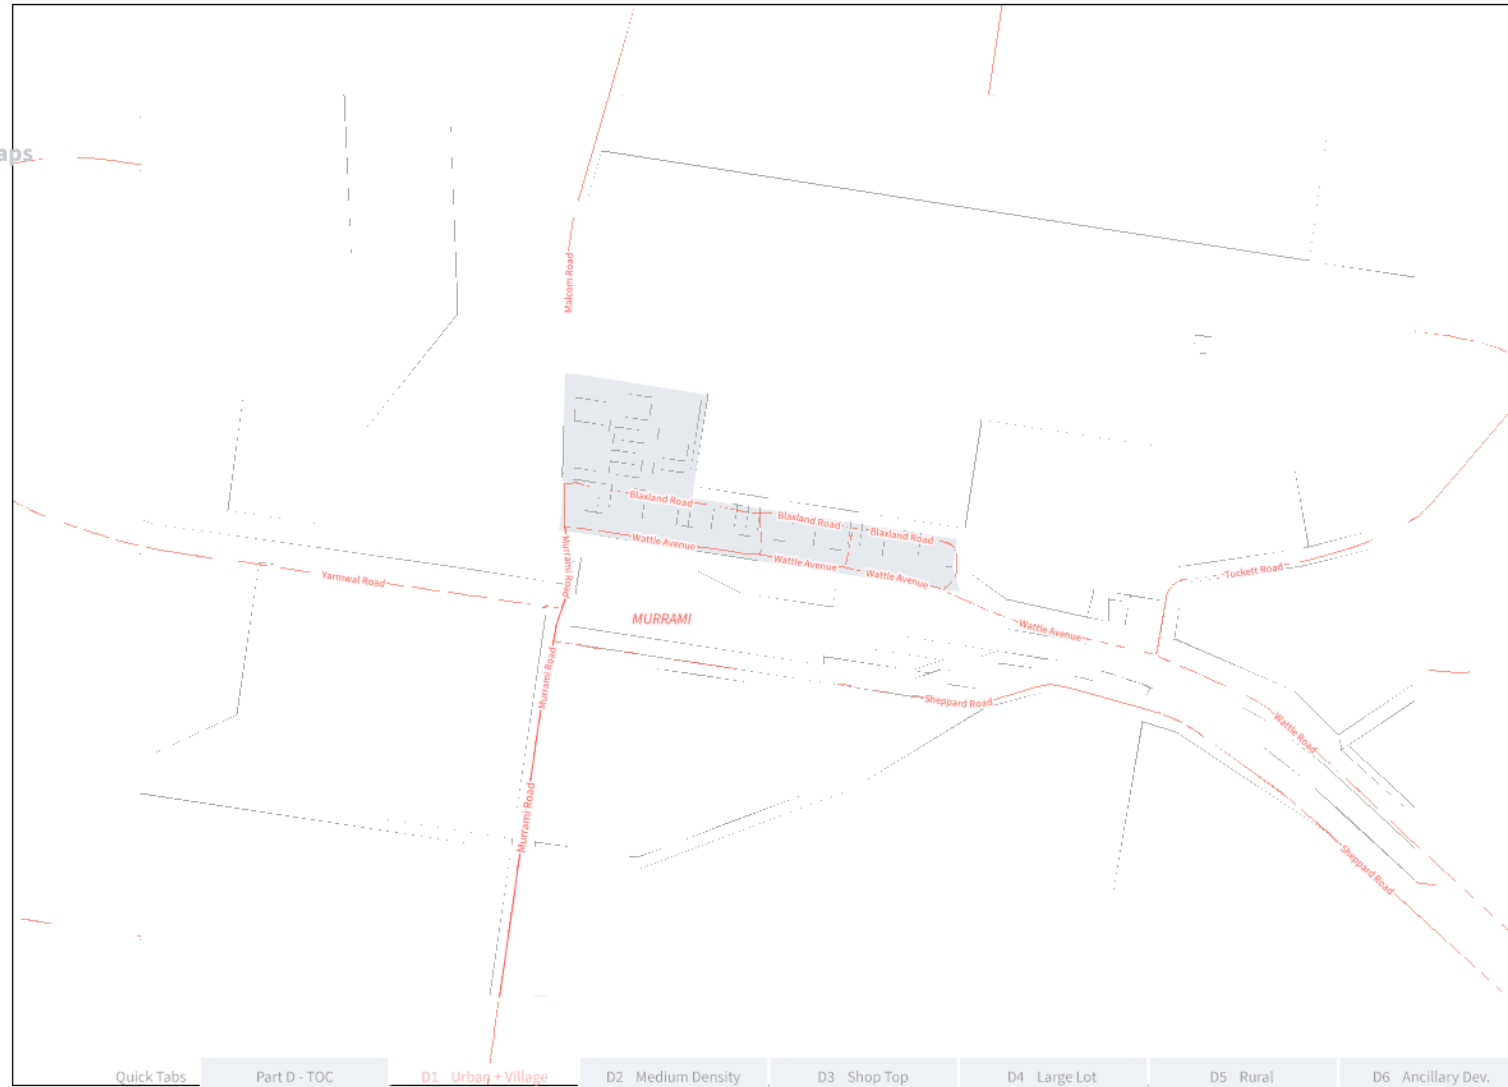 aps
Malcom Road
Blaxland Road
Blaxland Road
Blaxland Road
Wattle Avenue
Wattle Avenue
Wattle Avenue
Murrami Road
Yarmwal Road
Tuckett Road
MURRAMI
Wattle Avenue
Murrami Road
Sheppard Road
Wattle Road
Murrami Road
Sheppard Road
Quick Tabs Part D - TOC D1 Urban + Village D2 Medium Density D3 Shop Top D4 Large Lot D5 Rural D6 Ancillary Dev.